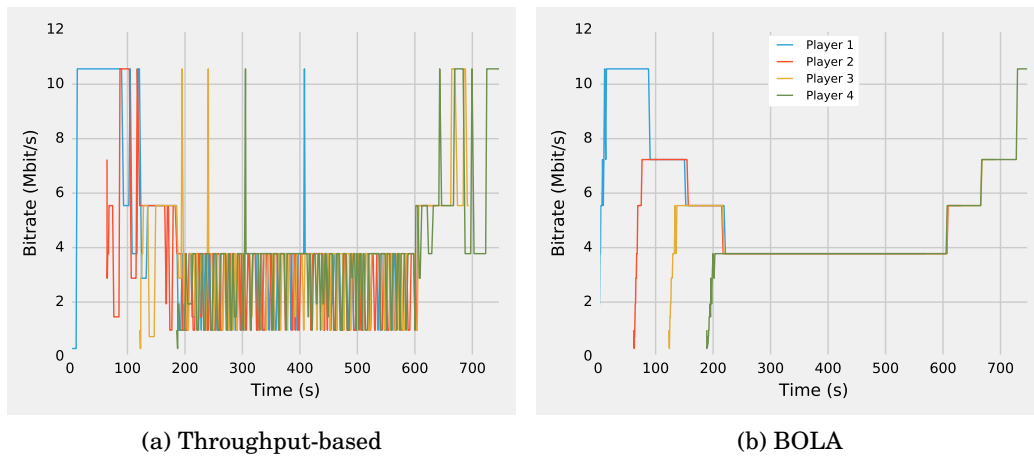 12
10
8
6
4
2
0
Bitrate (Mbit/s)
0 100 200 300 400 500 600 700
Time (s)
(a) Throughput-based
12
10
8
6
4
2
0
Bitrate (Mbit/s)
Player 1
Player 2
Player 3
Player 4
0 100 200 300 400 500 600 700
Time (s)
(b) BOLA